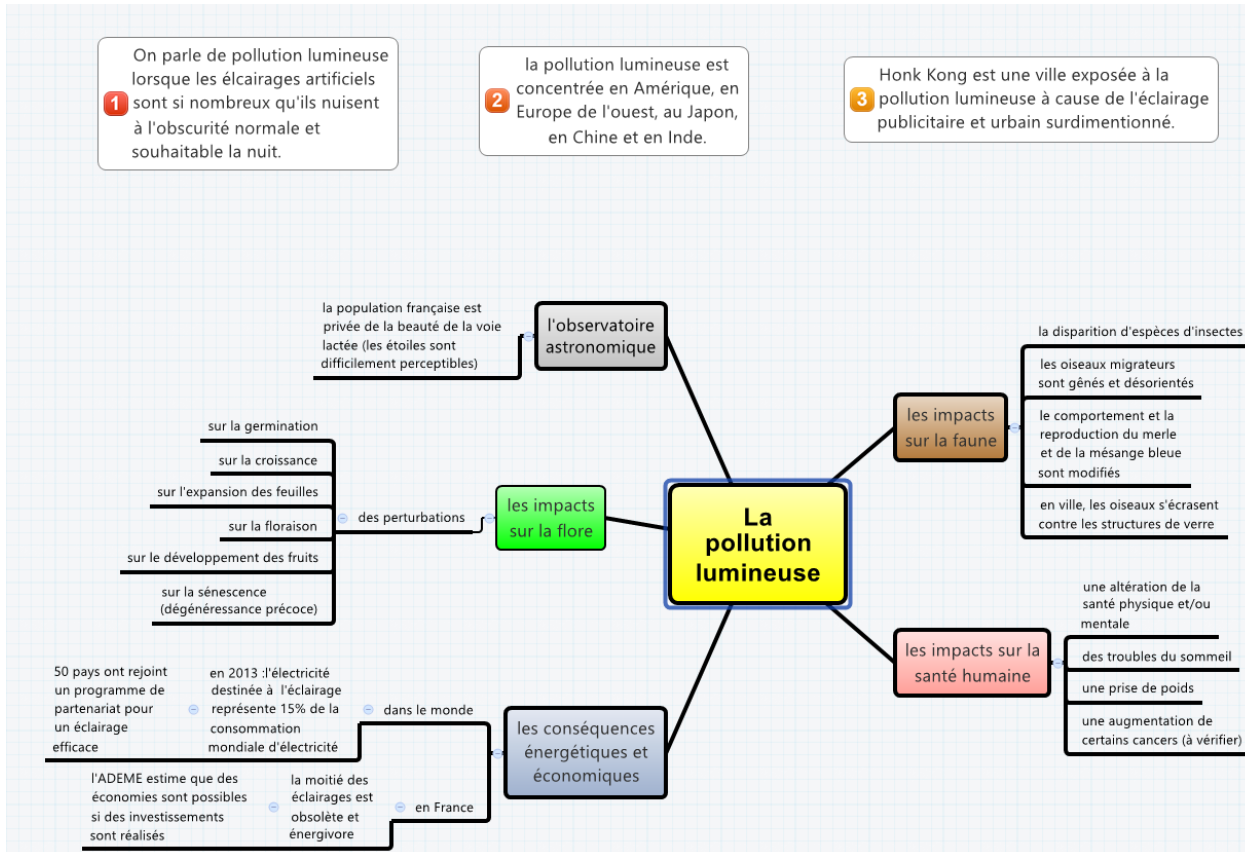 On parle de pollution lumineuse
lorsque les élcairages artificiels
1
sont si nombreux qu'ils nuisent
à l'obscurité normale et
souhaitable la nuit.
la pollution lumineuse est
concentrée en Amérique, en
2
Europe de l'ouest, au Japon,
en Chine et en Inde.
Honk Kong est une ville exposée à la
3
pollution lumineuse à cause de l'éclairage
publicitaire et urbain surdimentionné.
la population française est
privée de la beauté de la voie
lactée (les étoiles sont
difficilement perceptibles)
l'observatoire
astronomique
sur la germination
sur la croissance
sur l'expansion des feuilles
sur la floraison
sur le développement des fruits
sur la sénescence
(dégénéressance précoce)
des perturbations
les impacts
sur la flore
50 pays ont rejoint
un programme de
partenariat pour
un éclairage
efficace
en 2013 :l'électricité
destinée à l'éclairage
représente 15% de la
consommation
mondiale d'électricité
dans le monde
l'ADEME estime que des
économies sont possibles
si des investissements
sont réalisés
la moitié des
éclairages est
obsolète et
énergivore
en France
les conséquences
énergétiques et
économiques
La
pollution
lumineuse
les impacts
sur la faune
la disparition d'espèces d'insectes
les oiseaux migrateurs
sont gênés et désorientés
le comportement et la
reproduction du merle
et de la mésange bleue
sont modifiés
en ville, les oiseaux s'écrasent
contre les structures de verre
les impacts sur la
santé humaine
une altération de la
santé physique et/ou
mentale
des troubles du sommeil
une prise de poids
une augmentation de
certains cancers (à vérifier)